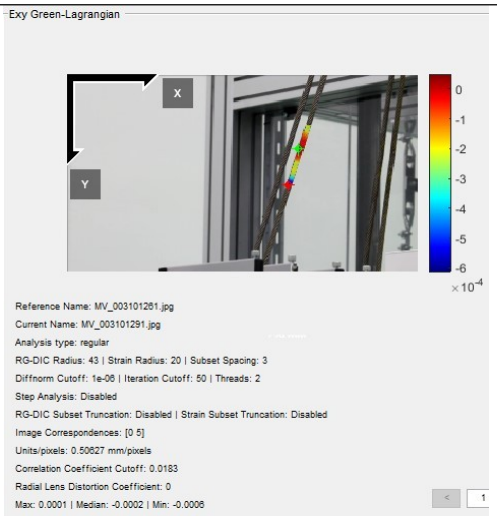 Exy Green-Lagrangian
X
Y
0
-1
-2
-3
-4
-5
-6
×10-4
Reference Name: MV_003101261.jpg
Current Name: MV_003101291.jpg
Analysis type: regular
RG-DIC Radius: 43 | Strain Radius: 20 | Subset Spacing: 3
Diffnorm Cutoff: 1e-06 | Iteration Cutoff: 50 | Threads: 2
Step Analysis: Disabled
RG-DIC Subset Truncation: Disabled | Strain Subset Truncation: Disabled
Image Correspondences: [0 5]
Units/pixels: 0.50627 mm/pixels
Correlation Coefficient Cutoff: 0.0183
Radial Lens Distortion Coefficient: 0
Max: 0.0001 | Median: -0.0002 | Min: -0.0006
< 1